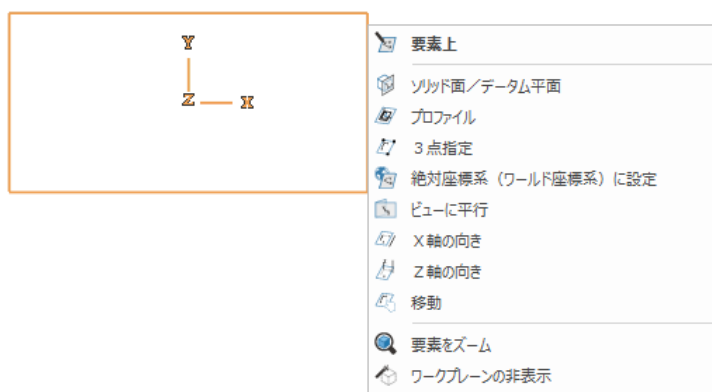 Y
Z
X
要素上
ソリッド面／データム平面
プロファイル
３点指定
絶対座標系（ワールド座標系）に設定
ビューに平行
X 軸の向き
Z 軸の向き
移動
要素をズーム
ワークプレーンの非表示